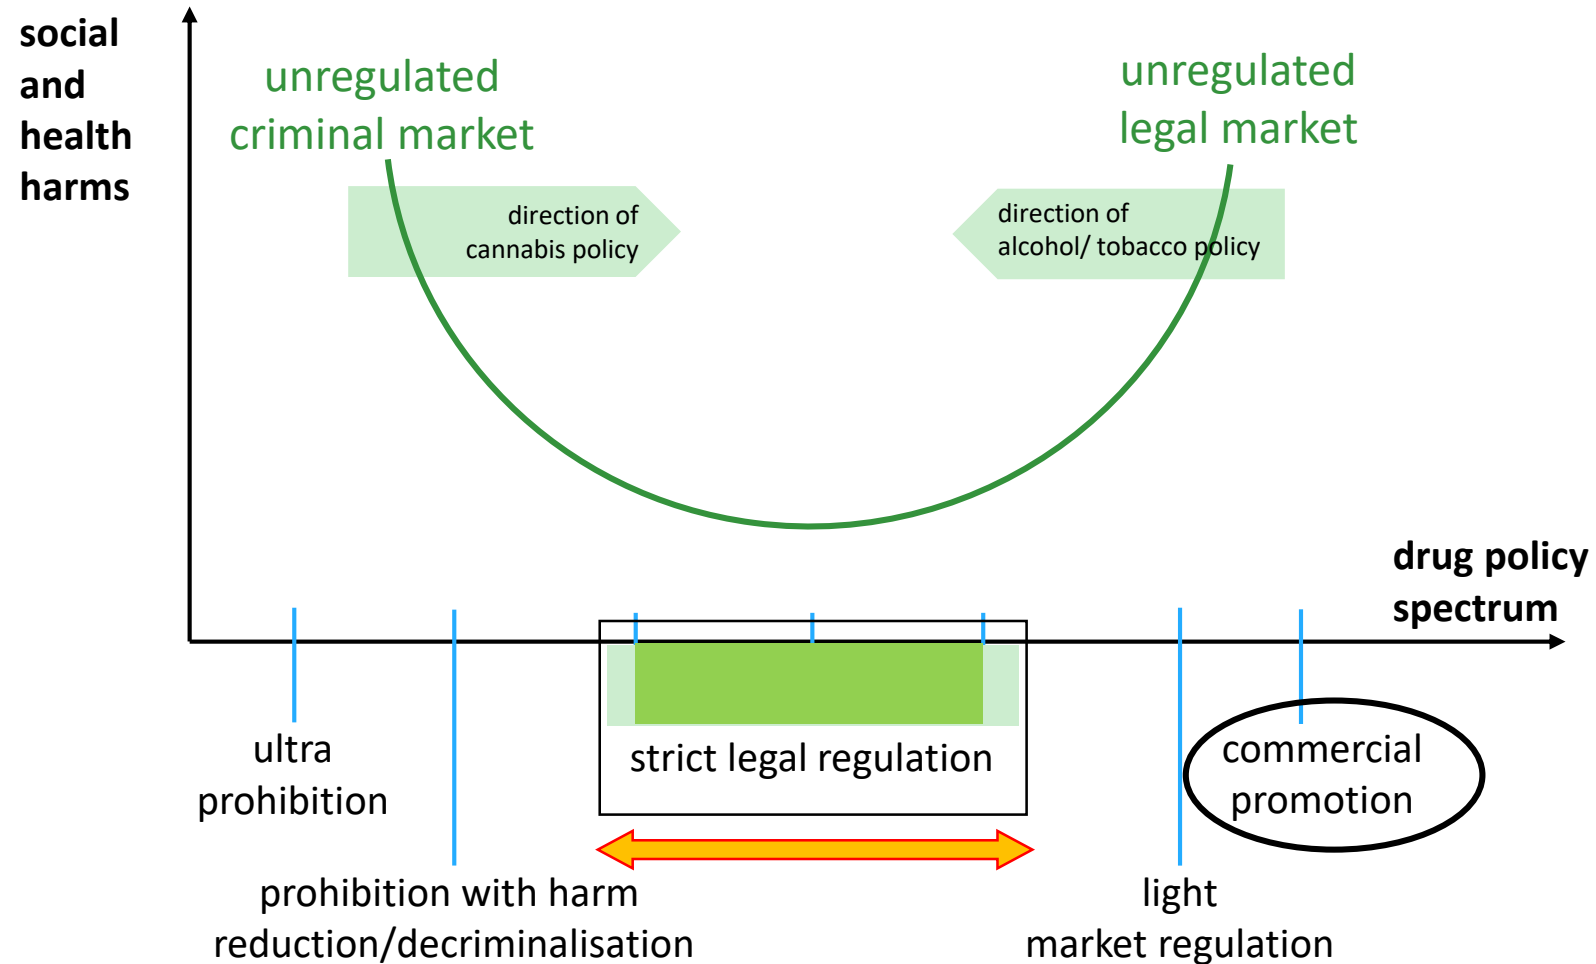 social
and
health
harms
unregulated
criminal market
unregulated
legal market
direction of
cannabis policy
direction of
alcohol/ tobacco policy
drug policy
spectrum
ultra
prohibition
strict legal regulation
commercial
promotion
prohibition with harm
reduction/decriminalisation
light
market regulation